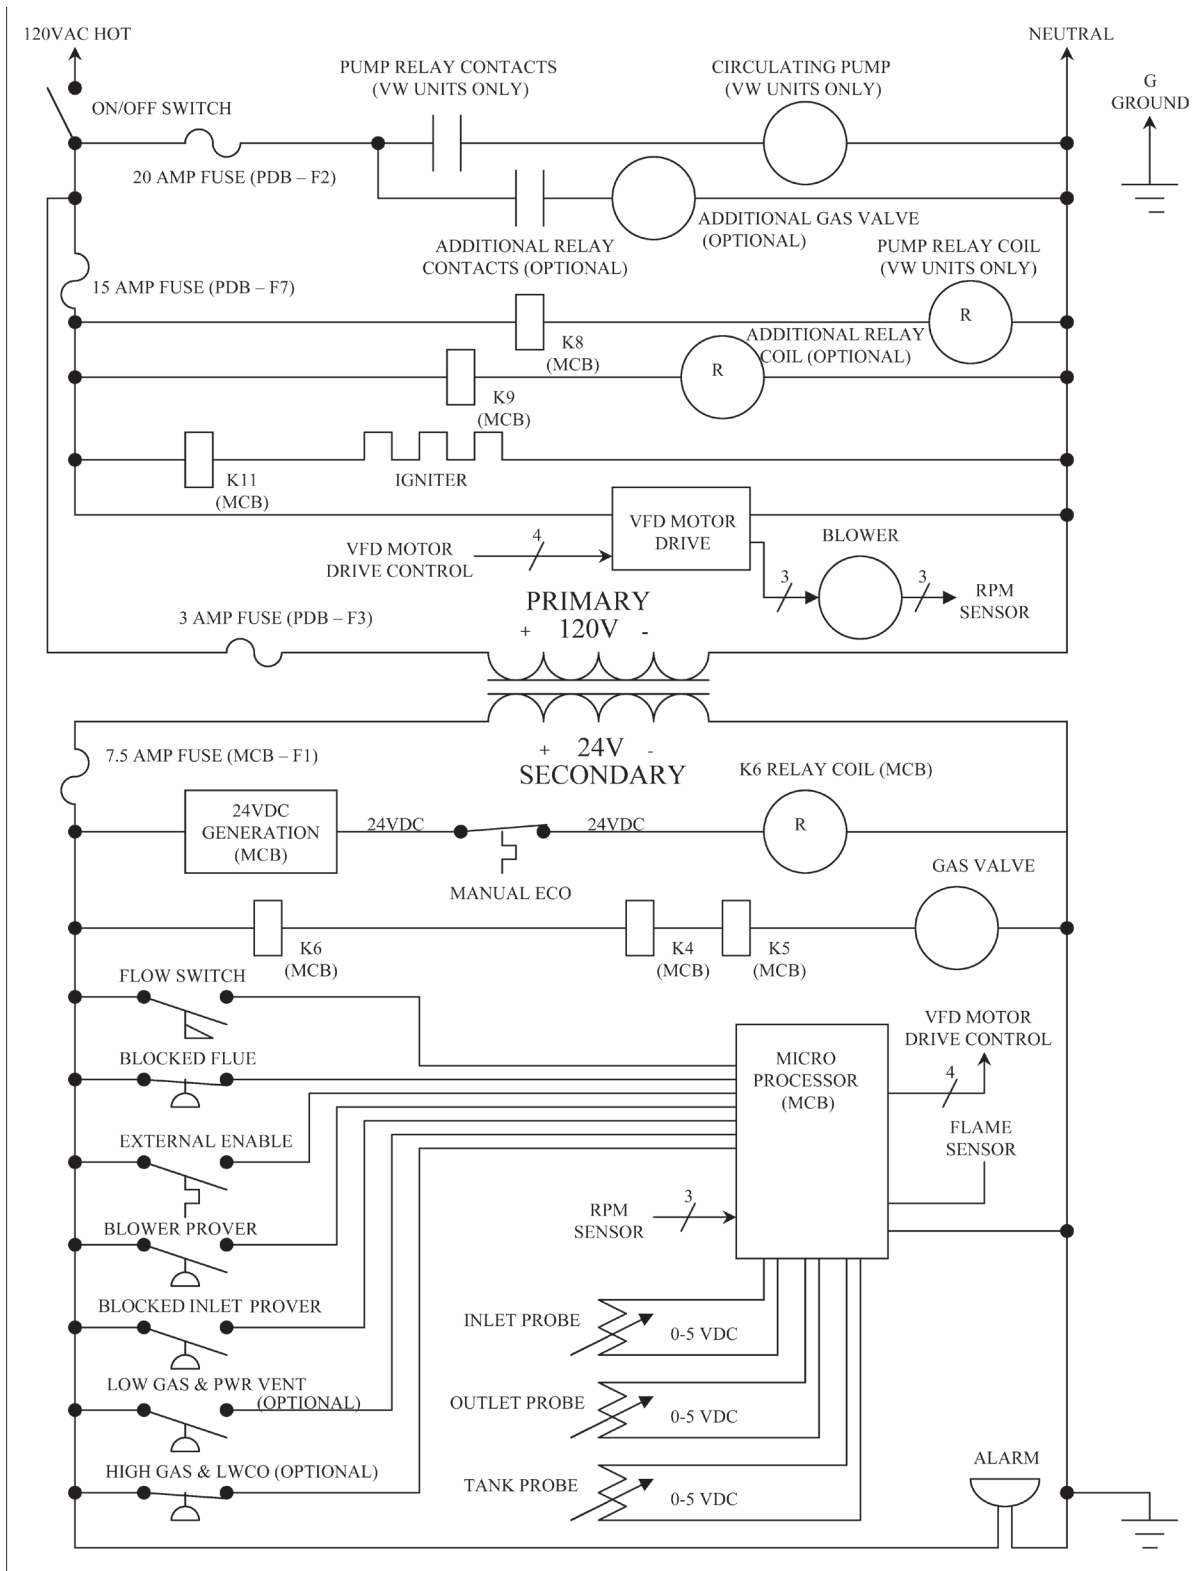 120VAC HOT
NEUTRAL
PUMP RELAY CONTACTS
(VW UNITS ONLY)
CIRCULATING PUMP
(VW UNITS ONLY)
G
GROUND
ON/OFF SWITCH
20 AMP FUSE (PDB – F2)
ADDITIONAL GAS VALVE
(OPTIONAL)
ADDITIONAL RELAY
CONTACTS (OPTIONAL)
PUMP RELAY COIL
(VW UNITS ONLY)
15 AMP FUSE (PDB – F7)
R
K8
(MCB)
ADDITIONAL RELAY
COIL (OPTIONAL)
R
K9
(MCB)
K11
(MCB)
IGNITER
VFD MOTOR
DRIVE
BLOWER
VFD MOTOR
DRIVE CONTROL
4
3
3
RPM
SENSOR
PRIMARY
+ 120V -
3 AMP FUSE (PDB – F3)
+ 24V -
SECONDARY
7.5 AMP FUSE (MCB – F1)
K6 RELAY COIL (MCB)
24VDC
GENERATION
(MCB)
24VDC
24VDC
R
MANUAL ECO
GAS VALVE
K6
(MCB)
K4
(MCB)
K5
(MCB)
FLOW SWITCH
VFD MOTOR
DRIVE CONTROL
BLOCKED FLUE
MICRO
PROCESSOR
(MCB)
4
FLAME
SENSOR
EXTERNAL ENABLE
RPM
SENSOR
3
BLOWER PROVER
BLOCKED INLET PROVER
INLET PROBE
0-5 VDC
LOW GAS & PWR VENT
(OPTIONAL)
OUTLET PROBE
0-5 VDC
HIGH GAS & LWCO (OPTIONAL)
TANK PROBE
0-5 VDC
ALARM